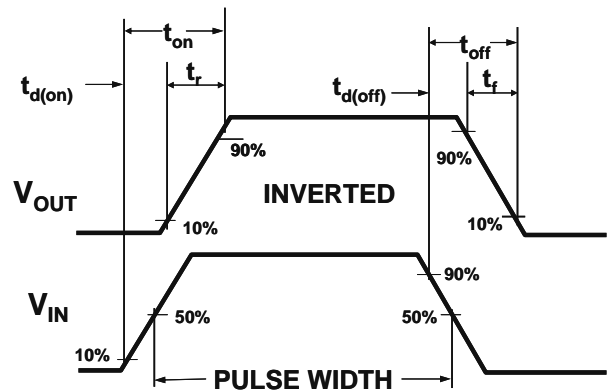 t_on
t_off
t_d(on)
t_r
t_d(off)
t_f
90%
90%
V_OUT
INVERTED
10%
10%
V_IN
90%
50%
50%
10%
PULSE WIDTH